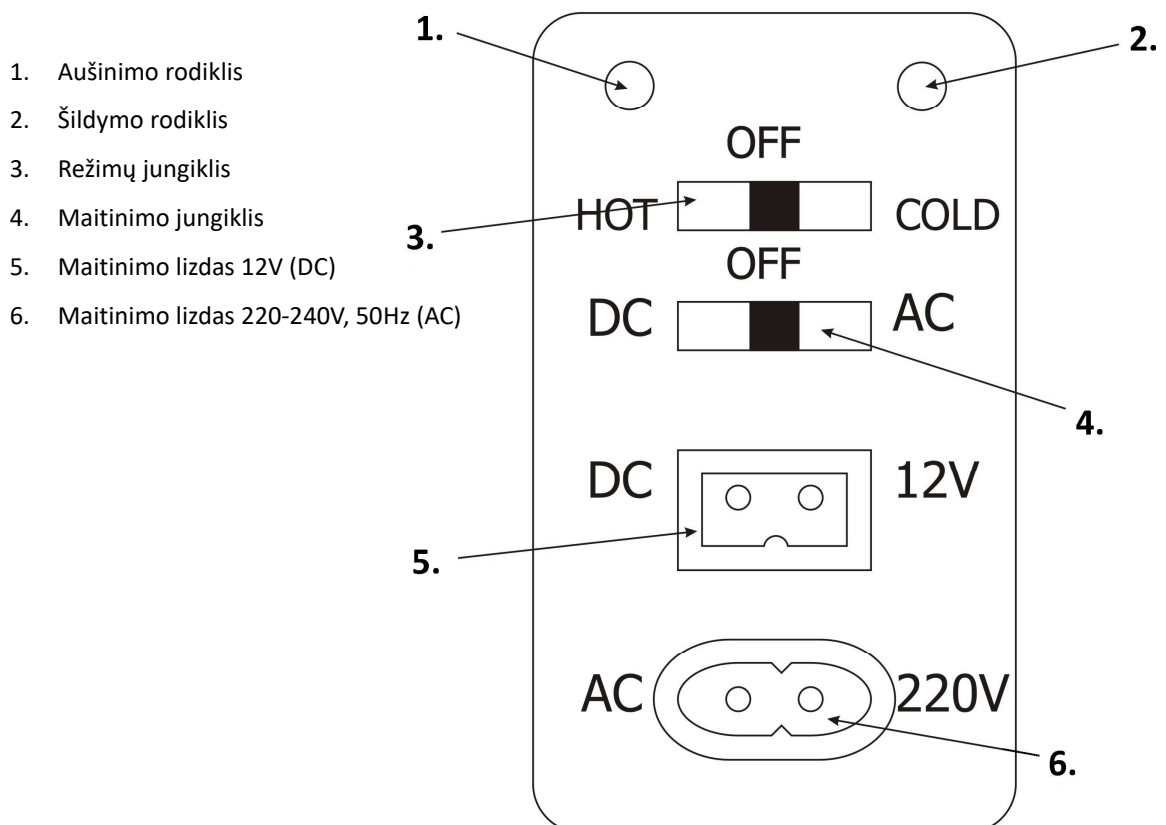 1. Aušinimo rodiklis
2. Šildymo rodiklis
3. Režimų jungiklis
4. Maitinimo jungiklis
5. Maitinimo lizdas 12V (DC)
6. Maitinimo lizdas 220-240V, 50Hz (AC)
1.
2.
OFF
HOT
COLD
3.
OFF
DC
AC
4.
DC
12V
5.
AC
220V
6.